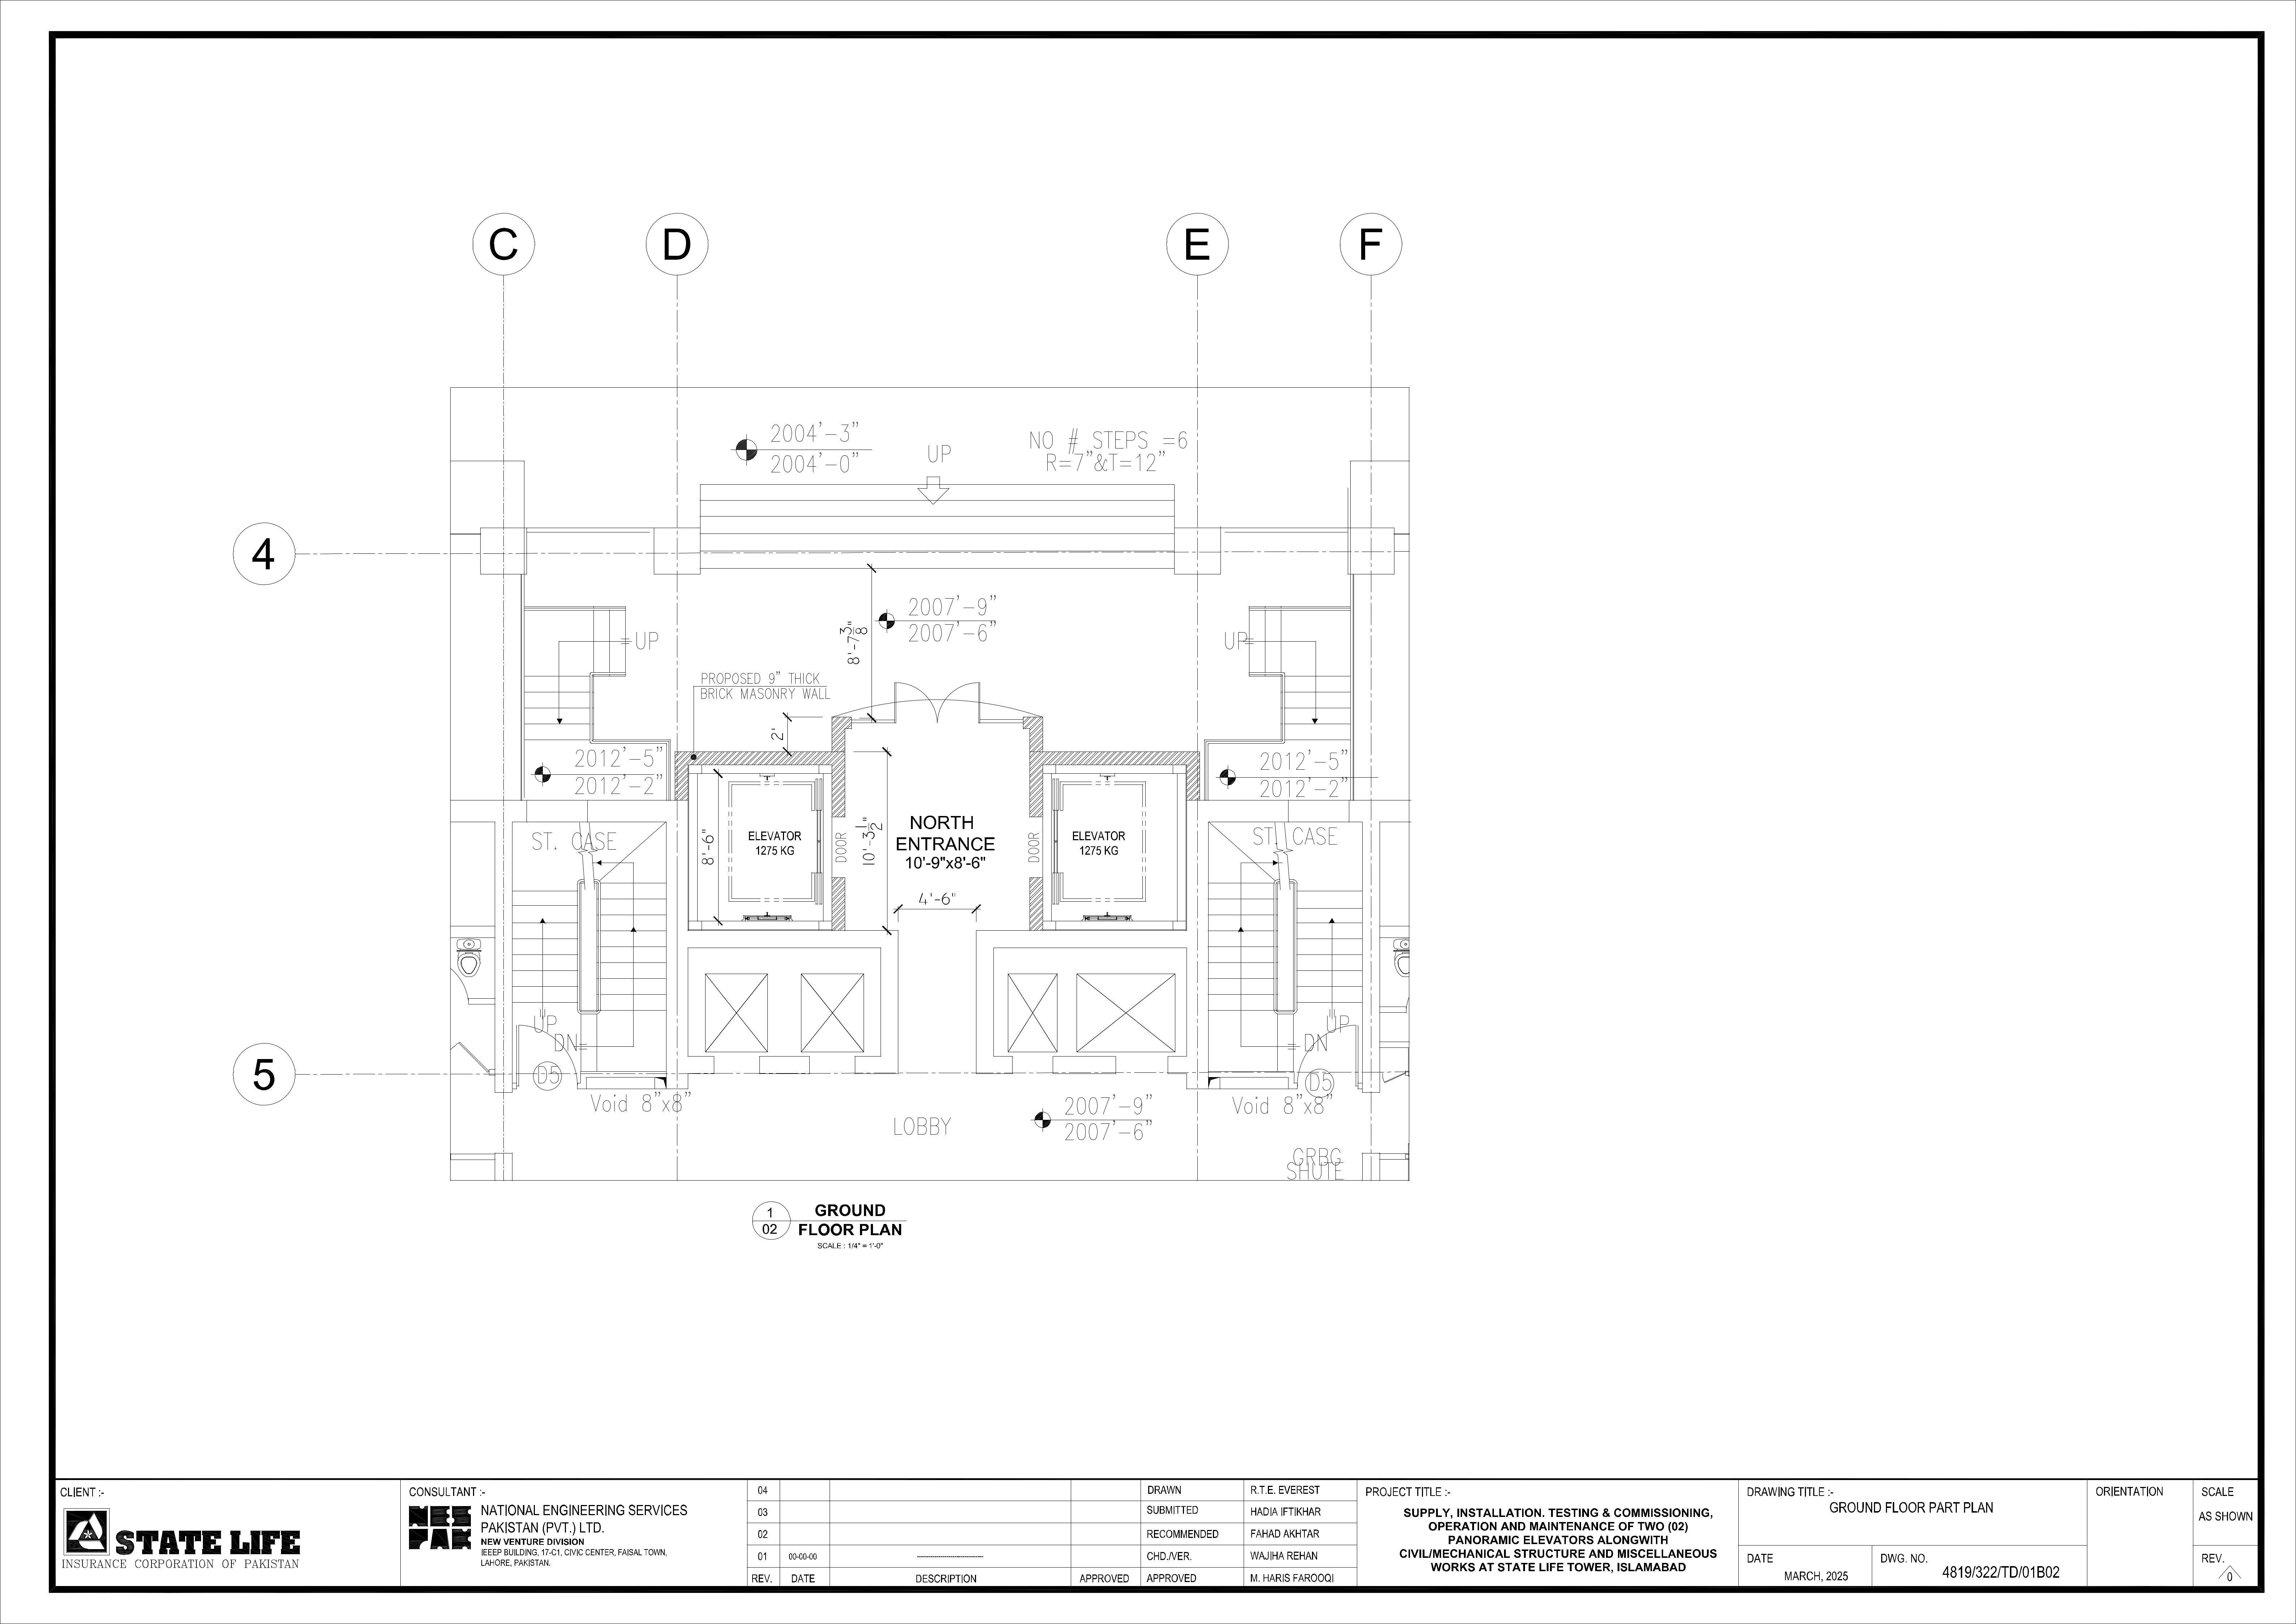 C
D
E
F
4
5
2004'-3"
2004'-0"
UP
NO # STEPS =6
R=7"&T=12"
2007'-9"
2007'-6"
8'-7 3/8"
UP
UP
PROPOSED 9" THICK
BRICK MASONRY WALL
2'
2012'-5"
2012'-2"
2012'-5"
2012'-2"
ST. CASE
ST. CASE
8'-6"
ELEVATOR
1275 KG
DOOR
10'-3 1/2"
NORTH
ENTRANCE
10'-9"x8'-6"
4'-6"
DOOR
ELEVATOR
1275 KG
UP
DN
D5
Void 8"x8"
UP
DN
D5
Void 8"x8"
LOBBY
2007'-9"
2007'-6"
GRBG
SHUTE
1
02
GROUND
FLOOR PLAN
SCALE : 1/4" = 1'-0"
CLIENT :-
STATE LIFE
INSURANCE CORPORATION OF PAKISTAN
CONSULTANT :-
NES
PAK
NATIONAL ENGINEERING SERVICES
PAKISTAN (PVT.) LTD.
NEW VENTURE DIVISION
IEEEP BUILDING, 17-C1, CIVIC CENTER, FAISAL TOWN,
LAHORE, PAKISTAN.
04
03
02
01 00-00-00 ------------------------------
REV. DATE DESCRIPTION APPROVED
DRAWN R.T.E. EVEREST
SUBMITTED HADIA IFTIKHAR
RECOMMENDED FAHAD AKHTAR
CHD./VER. WAJIHA REHAN
APPROVED M. HARIS FAROOQI
PROJECT TITLE :-
SUPPLY, INSTALLATION. TESTING & COMMISSIONING,
OPERATION AND MAINTENANCE OF TWO (02)
PANORAMIC ELEVATORS ALONGWITH
CIVIL/MECHANICAL STRUCTURE AND MISCELLANEOUS
WORKS AT STATE LIFE TOWER, ISLAMABAD
DRAWING TITLE :-
GROUND FLOOR PART PLAN
DATE
MARCH, 2025
DWG. NO.
4819/322/TD/01B02
ORIENTATION
SCALE
AS SHOWN
REV.
0